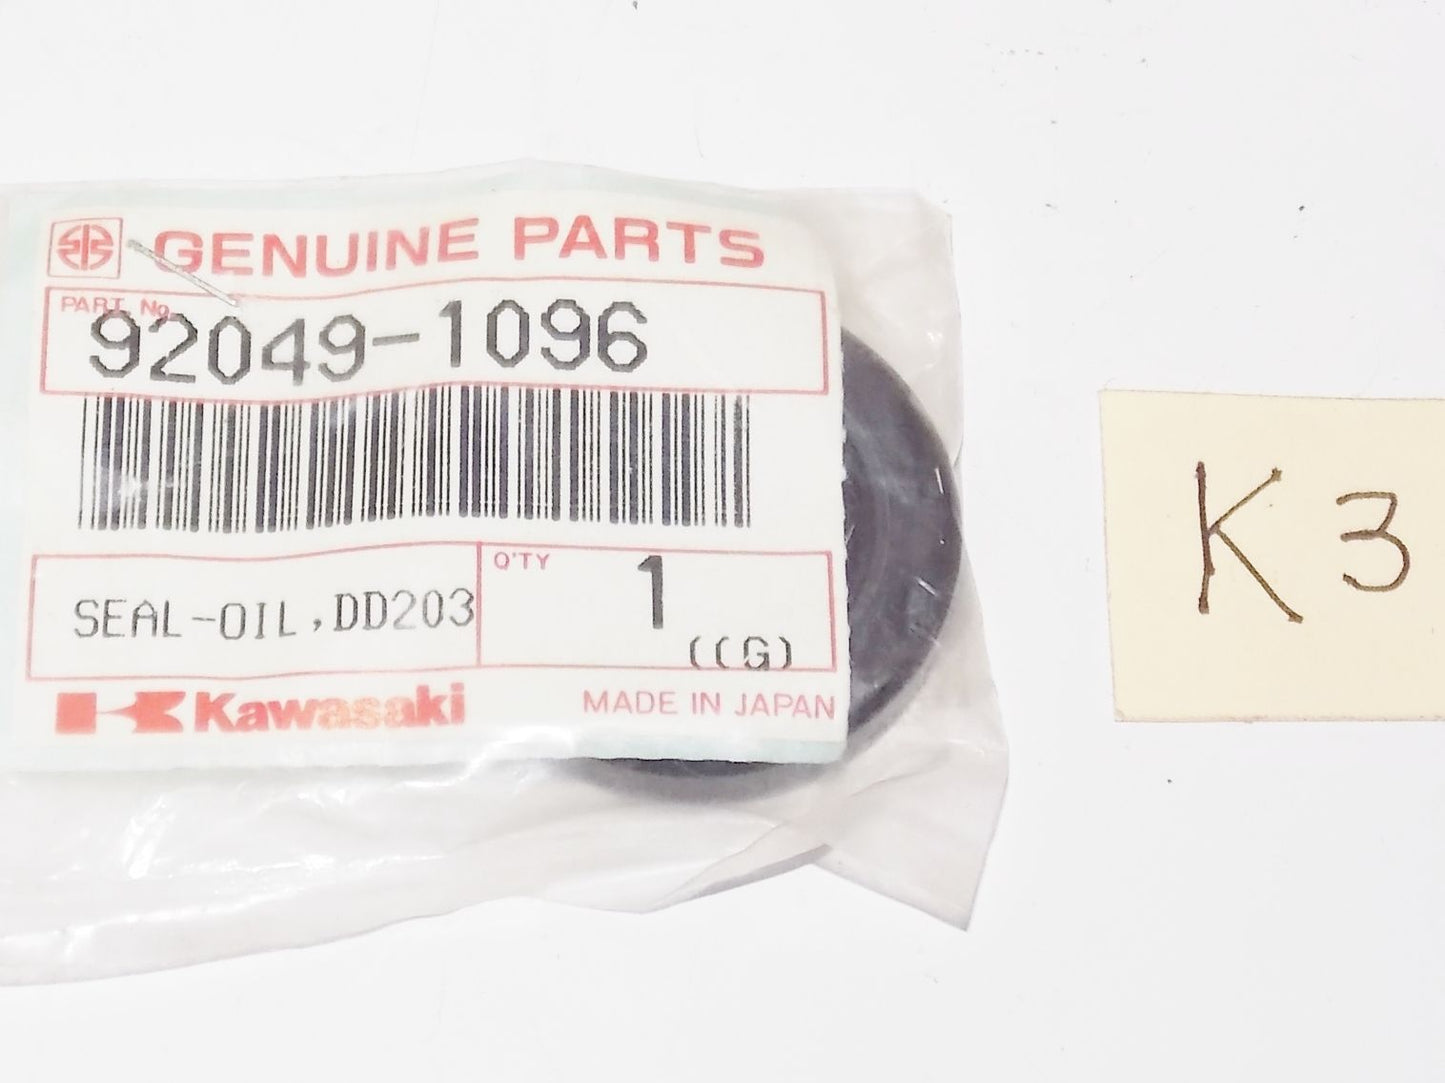 GENUINE PARTS
PART No.
92049-1096
SEAL-OIL,DD203
Q'TY
1
((G)
Kawasaki
MADE IN JAPAN
K3